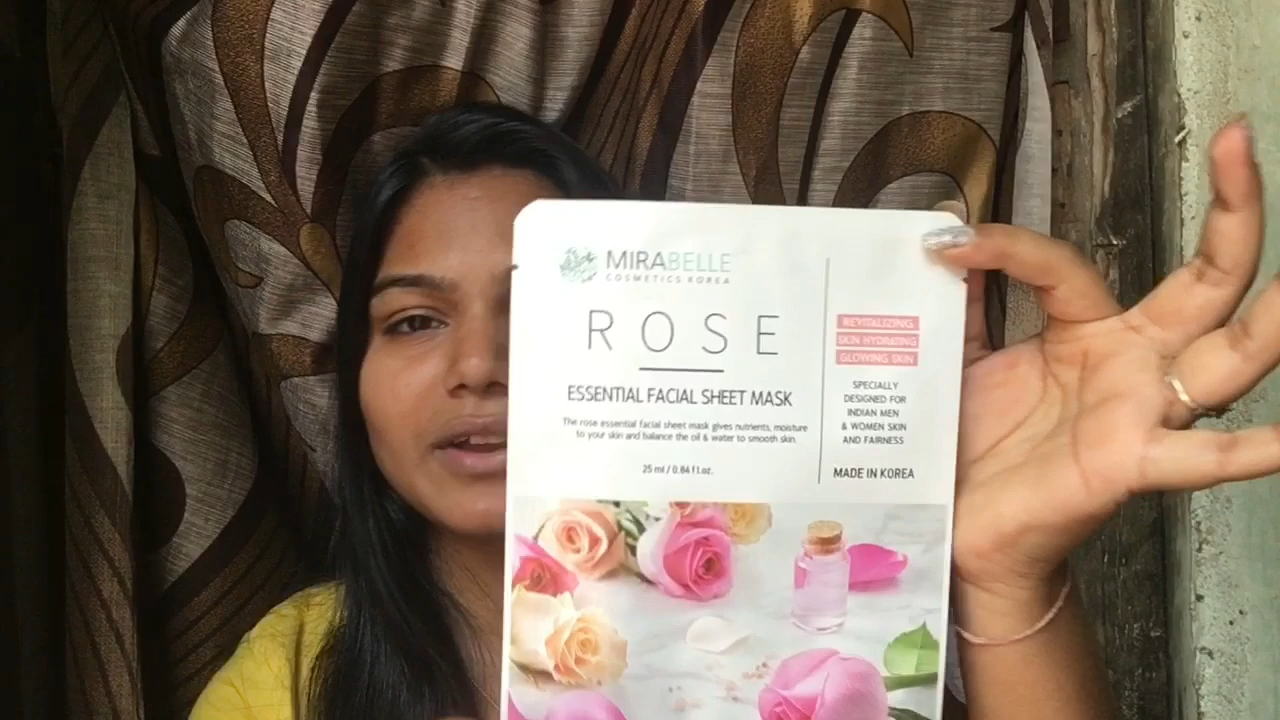 MIRABELLE
COSMETICS KOREA
ROSE
ESSENTIAL FACIAL SHEET MASK
The rose essential facial sheet mask gives nutrients, moisture
to your skin and balance the oil & water to smooth skin.
25 ml / 0.84 fl.oz.
REVITALIZING
SKIN HYDRATING
GLOWING SKIN
SPECIALLY
DESIGNED FOR
INDIAN MEN
& WOMEN SKIN
AND FAIRNESS
MADE IN KOREA